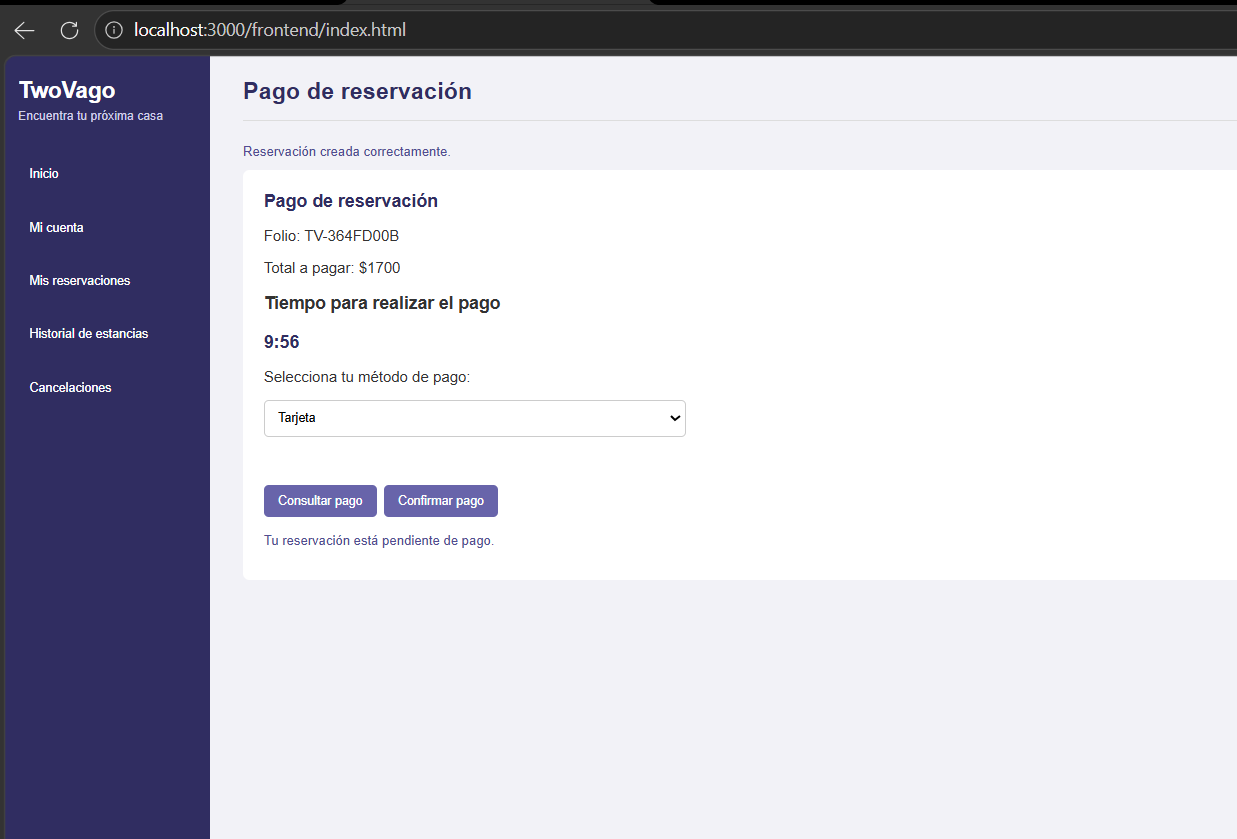 localhost:3000/frontend/index.html
TwoVago
Encuentra tu próxima casa
Inicio
Mi cuenta
Mis reservaciones
Historial de estancias
Cancelaciones
Pago de reservación
Reservación creada correctamente.
Pago de reservación
Folio: TV-364FD00B
Total a pagar: $1700
Tiempo para realizar el pago
9:56
Selecciona tu método de pago:
Tarjeta
Consultar pago Confirmar pago
Tu reservación está pendiente de pago.